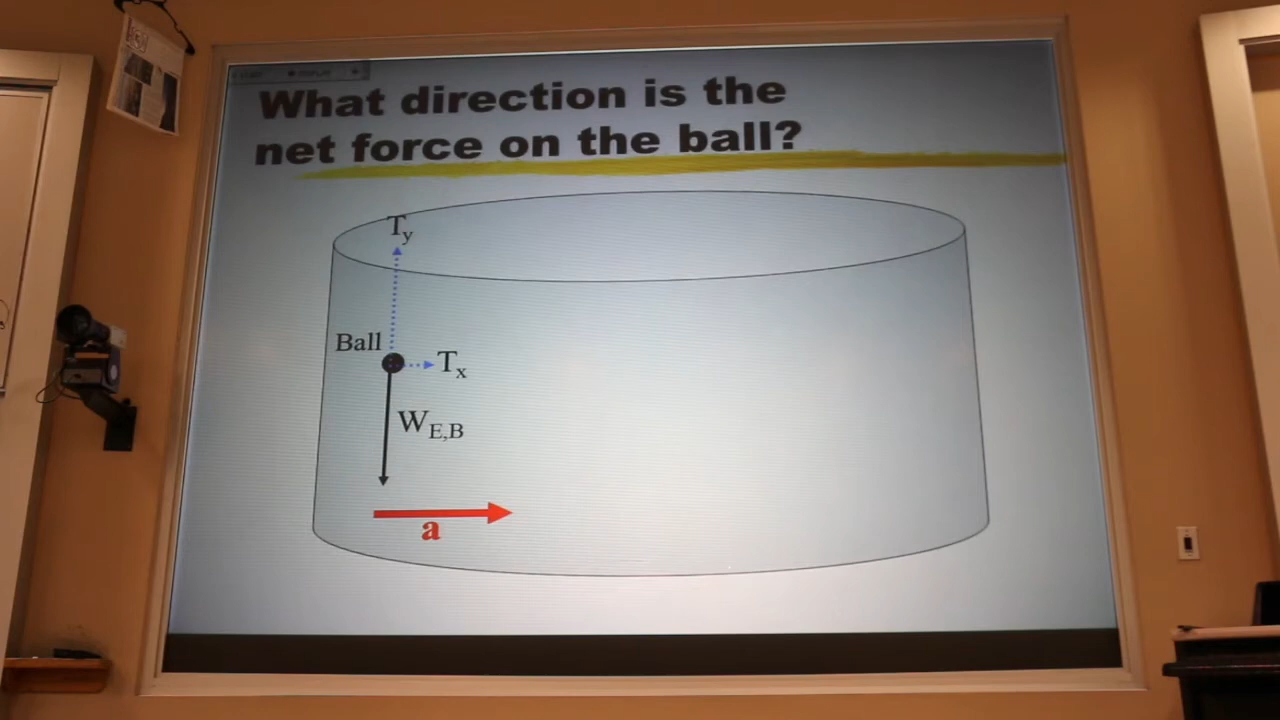 What direction is the
net force on the ball?
Ty
Ball
Tx
WE,B
a